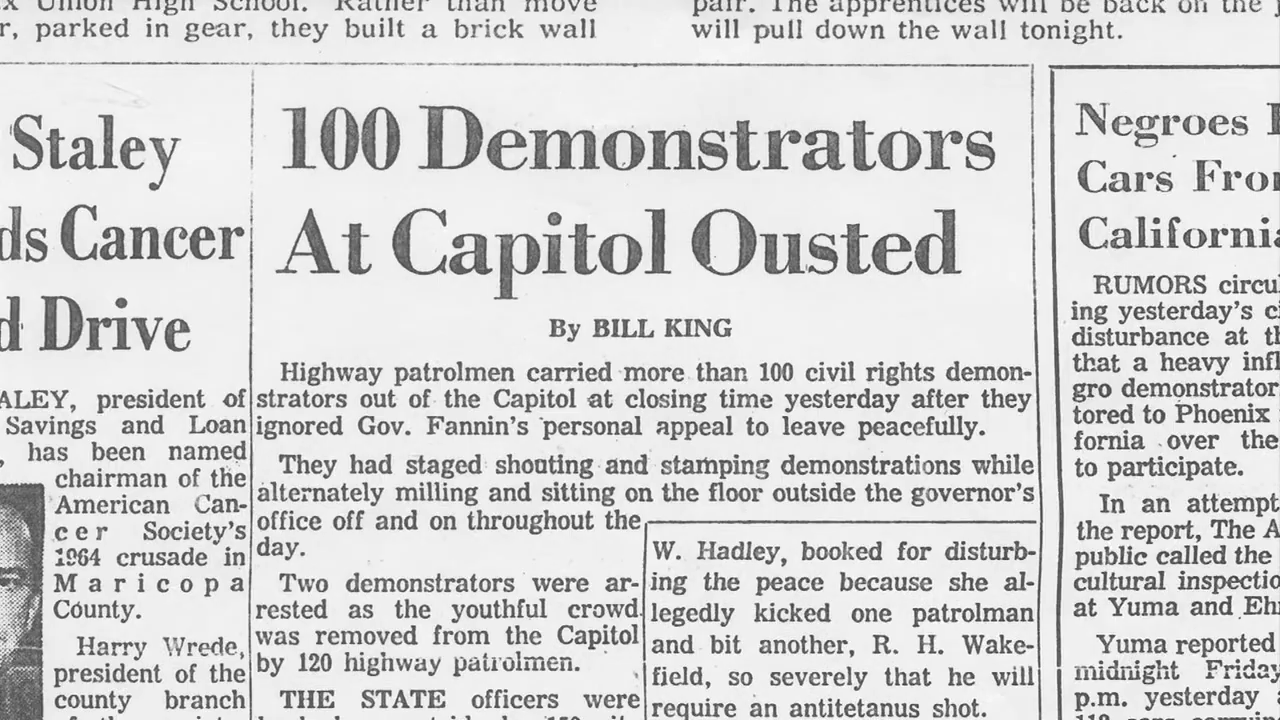 Union High School. Rather than move
r, parked in gear, they built a brick wall
pair. The apprentices will be back on the
will pull down the wall tonight.
Staley
ds Cancer
d Drive
ALEY, president of
Savings and Loan
, has been named
chairman of the
American Can-
cer Society's
1964 crusade in
Maricopa
County.
Harry Wrede,
president of the
county branch
100 Demonstrators
At Capitol Ousted
By BILL KING
Highway patrolmen carried more than 100 civil rights demon-
strators out of the Capitol at closing time yesterday after they
ignored Gov. Fannin's personal appeal to leave peacefully.
They had staged shouting and stamping demonstrations while
alternately milling and sitting on the floor outside the governor's
office off and on throughout the
day.
Two demonstrators were ar-
rested as the youthful crowd
was removed from the Capitol
by 120 highway patrolmen.
THE STATE officers were
W. Hadley, booked for disturb-
ing the peace because she al-
legedly kicked one patrolman
and bit another, R. H. Wake-
field, so severely that he will
require an antitetanus shot.
Negroes
Cars Fro
California
RUMORS circu
ing yesterday's ci
disturbance at th
that a heavy infl
gro demonstrator
tored to Phoenix
fornia over the
to participate.
In an attempt
the report, The A
public called the
cultural inspectio
at Yuma and Eh
Yuma reported
midnight Friday
p.m. yesterday